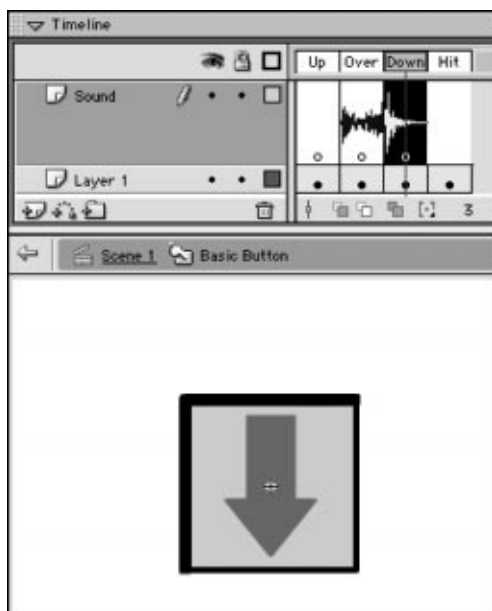 Timeline
Up Over Down Hit
Sound
Layer 1
3
Scene 1 Basic Button